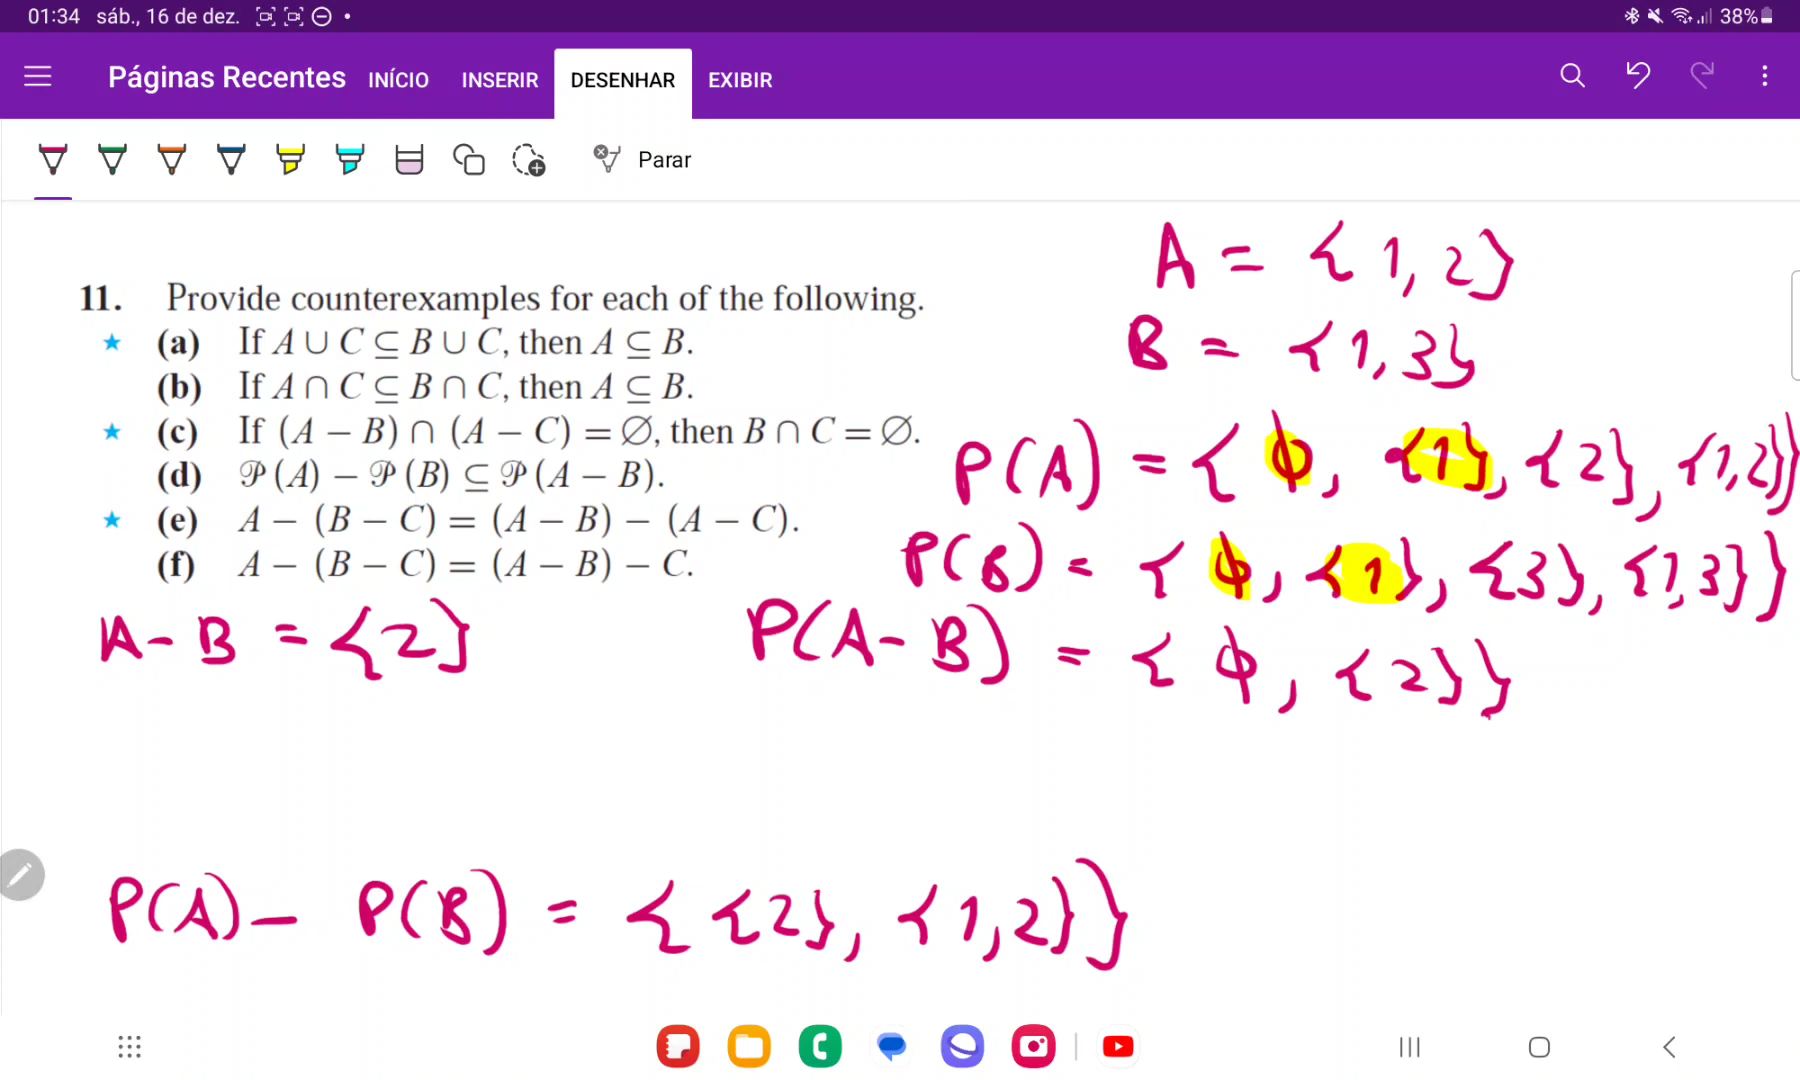 01:34 sáb., 16 de dez. 38%
Páginas Recentes INÍCIO INSERIR DESENHAR EXIBIR
Parar
A = {1, 2}
B = {1, 3}
11. Provide counterexamples for each of the following.
★ (a) If A ∪ C ⊆ B ∪ C, then A ⊆ B.
(b) If A ∩ C ⊆ B ∩ C, then A ⊆ B.
★ (c) If (A − B) ∩ (A − C) = ∅, then B ∩ C = ∅.
(d) 𝒫(A) − 𝒫(B) ⊆ 𝒫(A − B).
★ (e) A − (B − C) = (A − B) − (A − C).
(f) A − (B − C) = (A − B) − C.
P(A) = {ϕ, {1}, {2}, {1,2}}
P(B) = {ϕ, {1}, {3}, {1,3}}
A - B = {2}
P(A - B) = {ϕ, {2}}
P(A) - P(B) = {{2}, {1,2}}